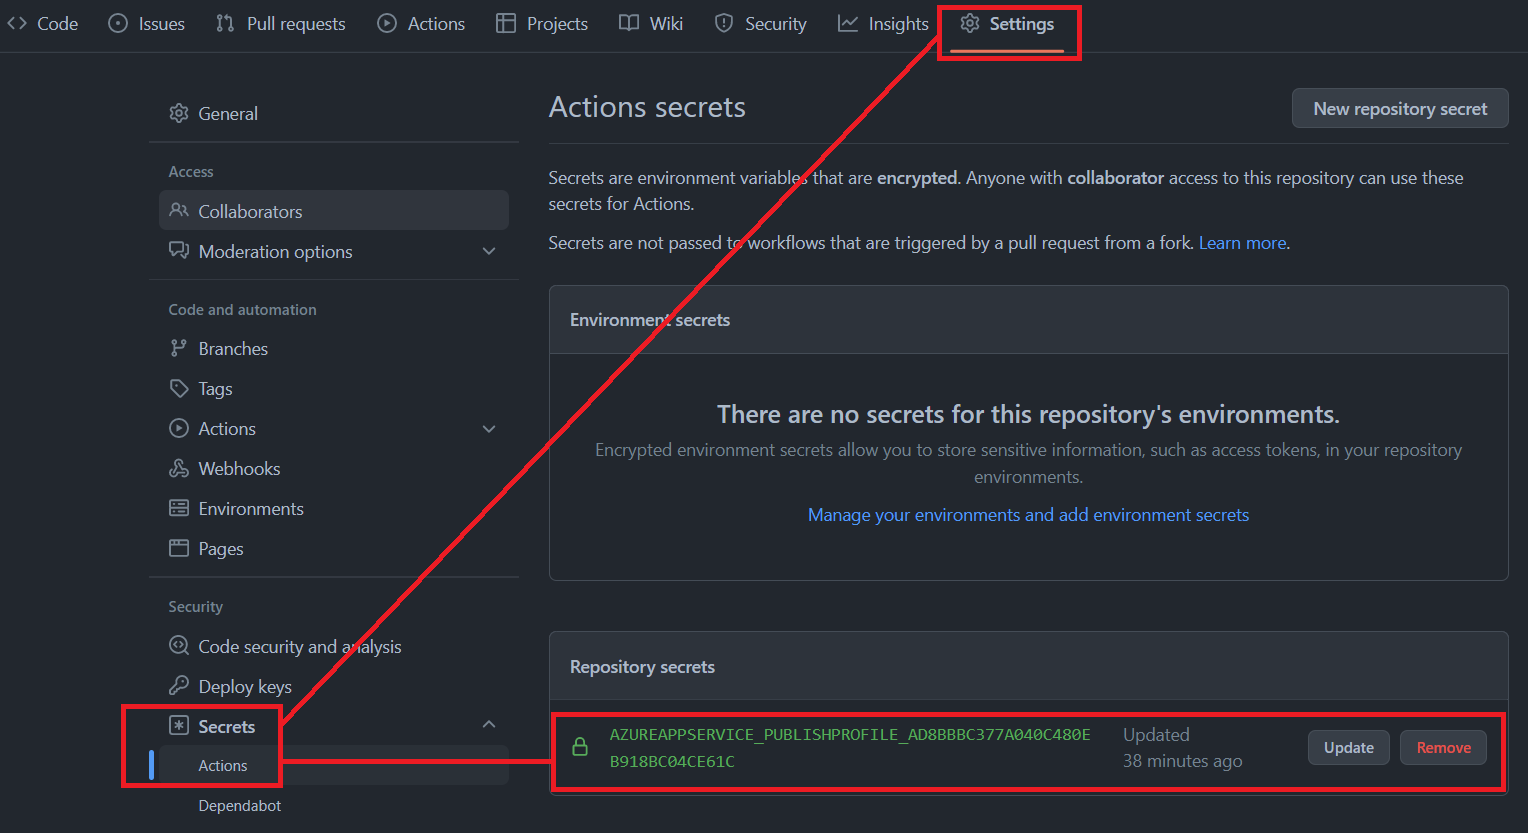 Code Issues Pull requests Actions Projects Wiki Security Insights Settings
General
Access
Collaborators
Moderation options
Code and automation
Branches
Tags
Actions
Webhooks
Environments
Pages
Security
Code security and analysis
Deploy keys
Secrets
Actions
Dependabot
Actions secrets
New repository secret
Secrets are environment variables that are encrypted. Anyone with collaborator access to this repository can use these
secrets for Actions.
Secrets are not passed to workflows that are triggered by a pull request from a fork. Learn more.
Environment secrets
There are no secrets for this repository's environments.
Encrypted environment secrets allow you to store sensitive information, such as access tokens, in your repository
environments.
Manage your environments and add environment secrets
Repository secrets
AZUREAPPSERVICE_PUBLISHPROFILE_AD8BBBC377A040C480E
B918BC04CE61C
Updated
38 minutes ago
Update
Remove